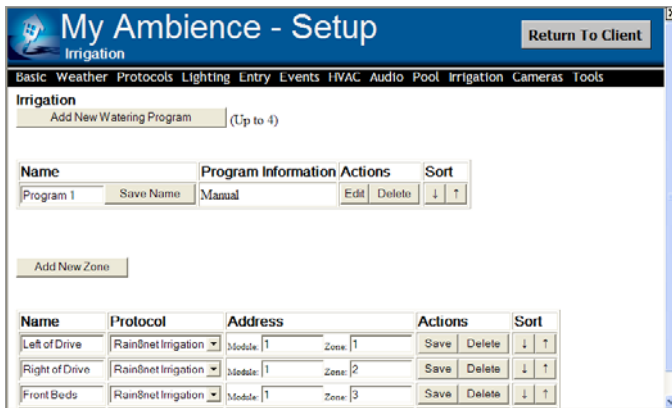 My Ambience - Setup
Irrigation
Return To Client
Basic Weather Protocols Lighting Entry Events HVAC Audio Pool Irrigation Cameras Tools
Irrigation
Add New Watering Program (Up to 4)
Name Program Information Actions Sort
Program 1 Save Name Manual Edit Delete ↓ ↑
Add New Zone
Name Protocol Address Actions Sort
Left of Drive Rain8net Irrigation Module: 1 Zone: 1 Save Delete ↓ ↑
Right of Drive Rain8net Irrigation Module: 1 Zone: 2 Save Delete ↓ ↑
Front Beds Rain8net Irrigation Module: 1 Zone: 3 Save Delete ↓ ↑